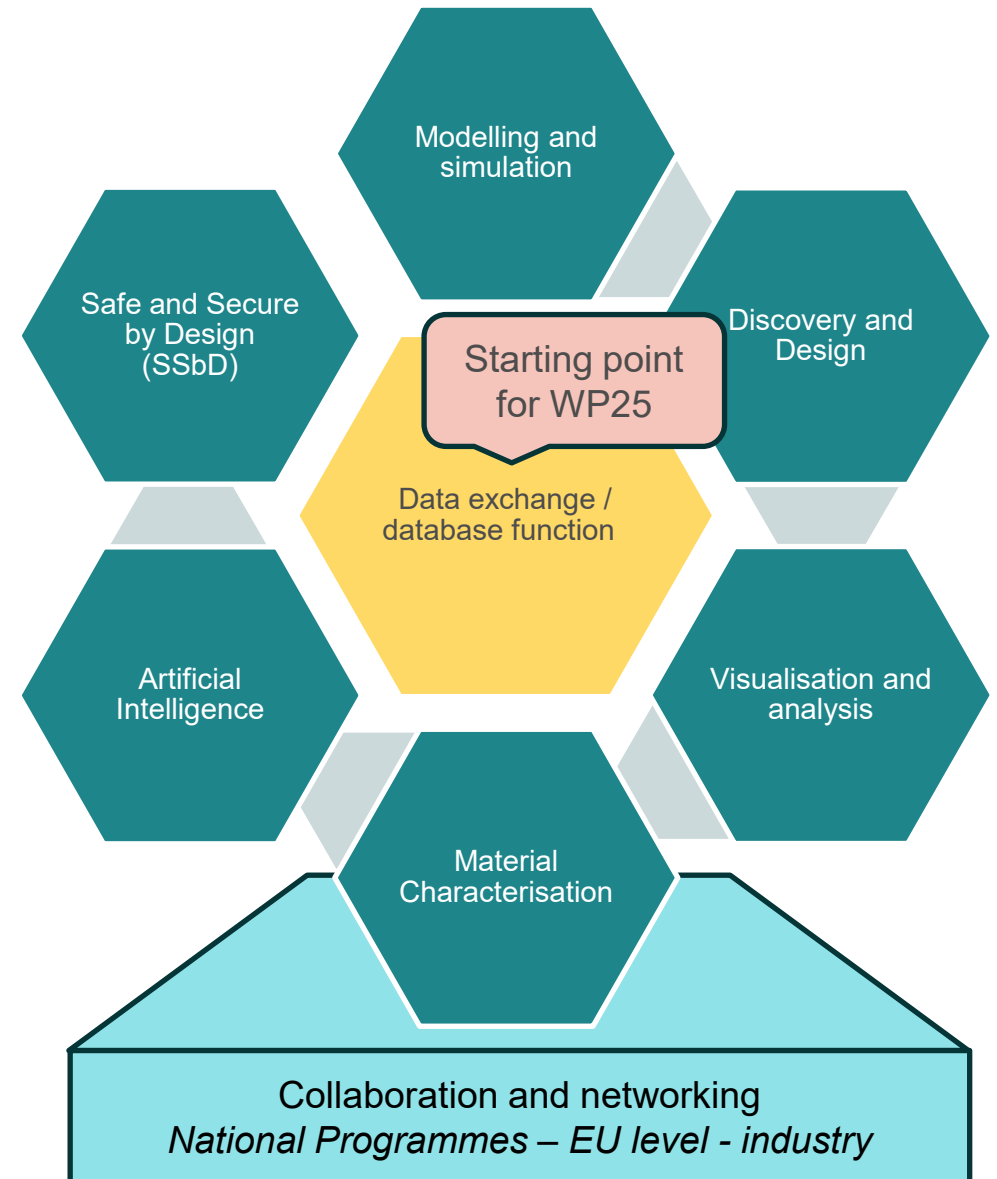 Modelling and
simulation
Safe and Secure
by Design
(SSbD)
Discovery and
Design
Starting point
for WP25
Data exchange /
database function
Artificial
Intelligence
Visualisation and
analysis
Material
Characterisation
Collaboration and networking
National Programmes – EU level - industry